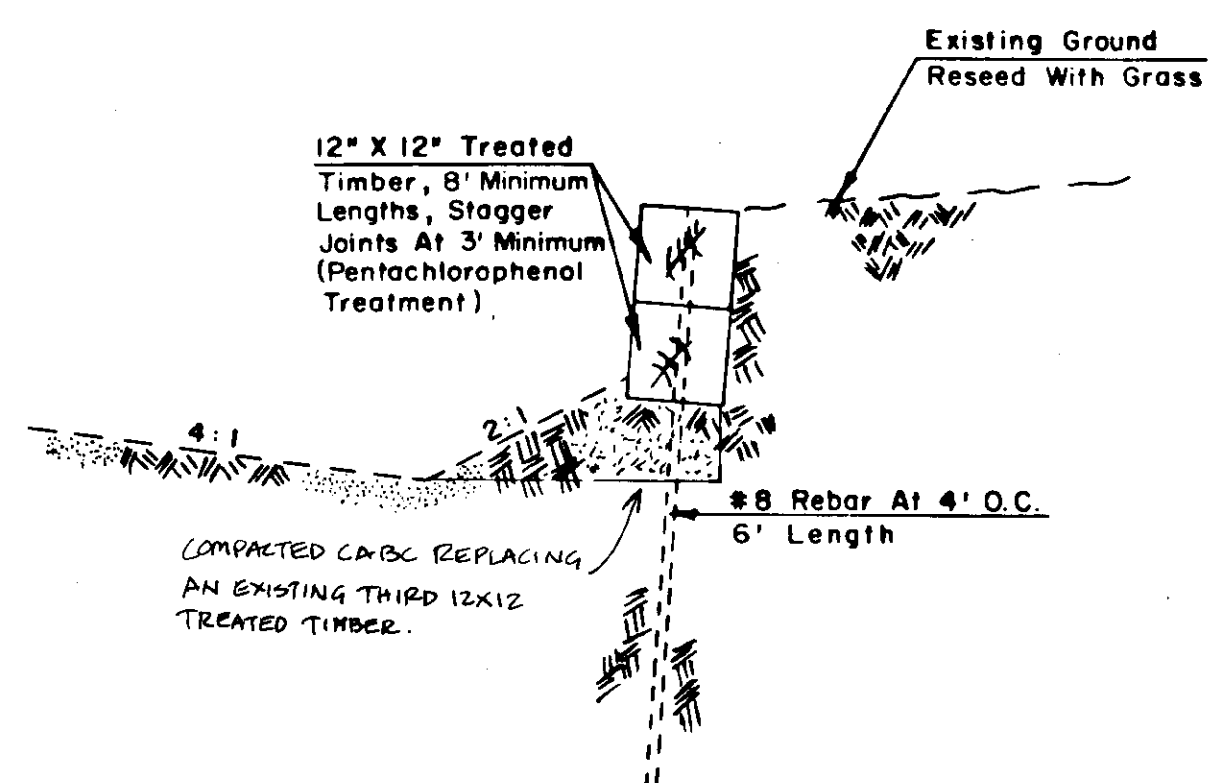 Existing Ground
Reseed With Grass
12" X 12" Treated
Timber, 8' Minimum
Lengths, Stagger
Joints At 3' Minimum
(Pentachlorophenol
Treatment)
4:1
2:1
#8 Rebar At 4' O.C.
6' Length
COMPACTED CABC REPLACING
AN EXISTING THIRD 12X12
TREATED TIMBER.